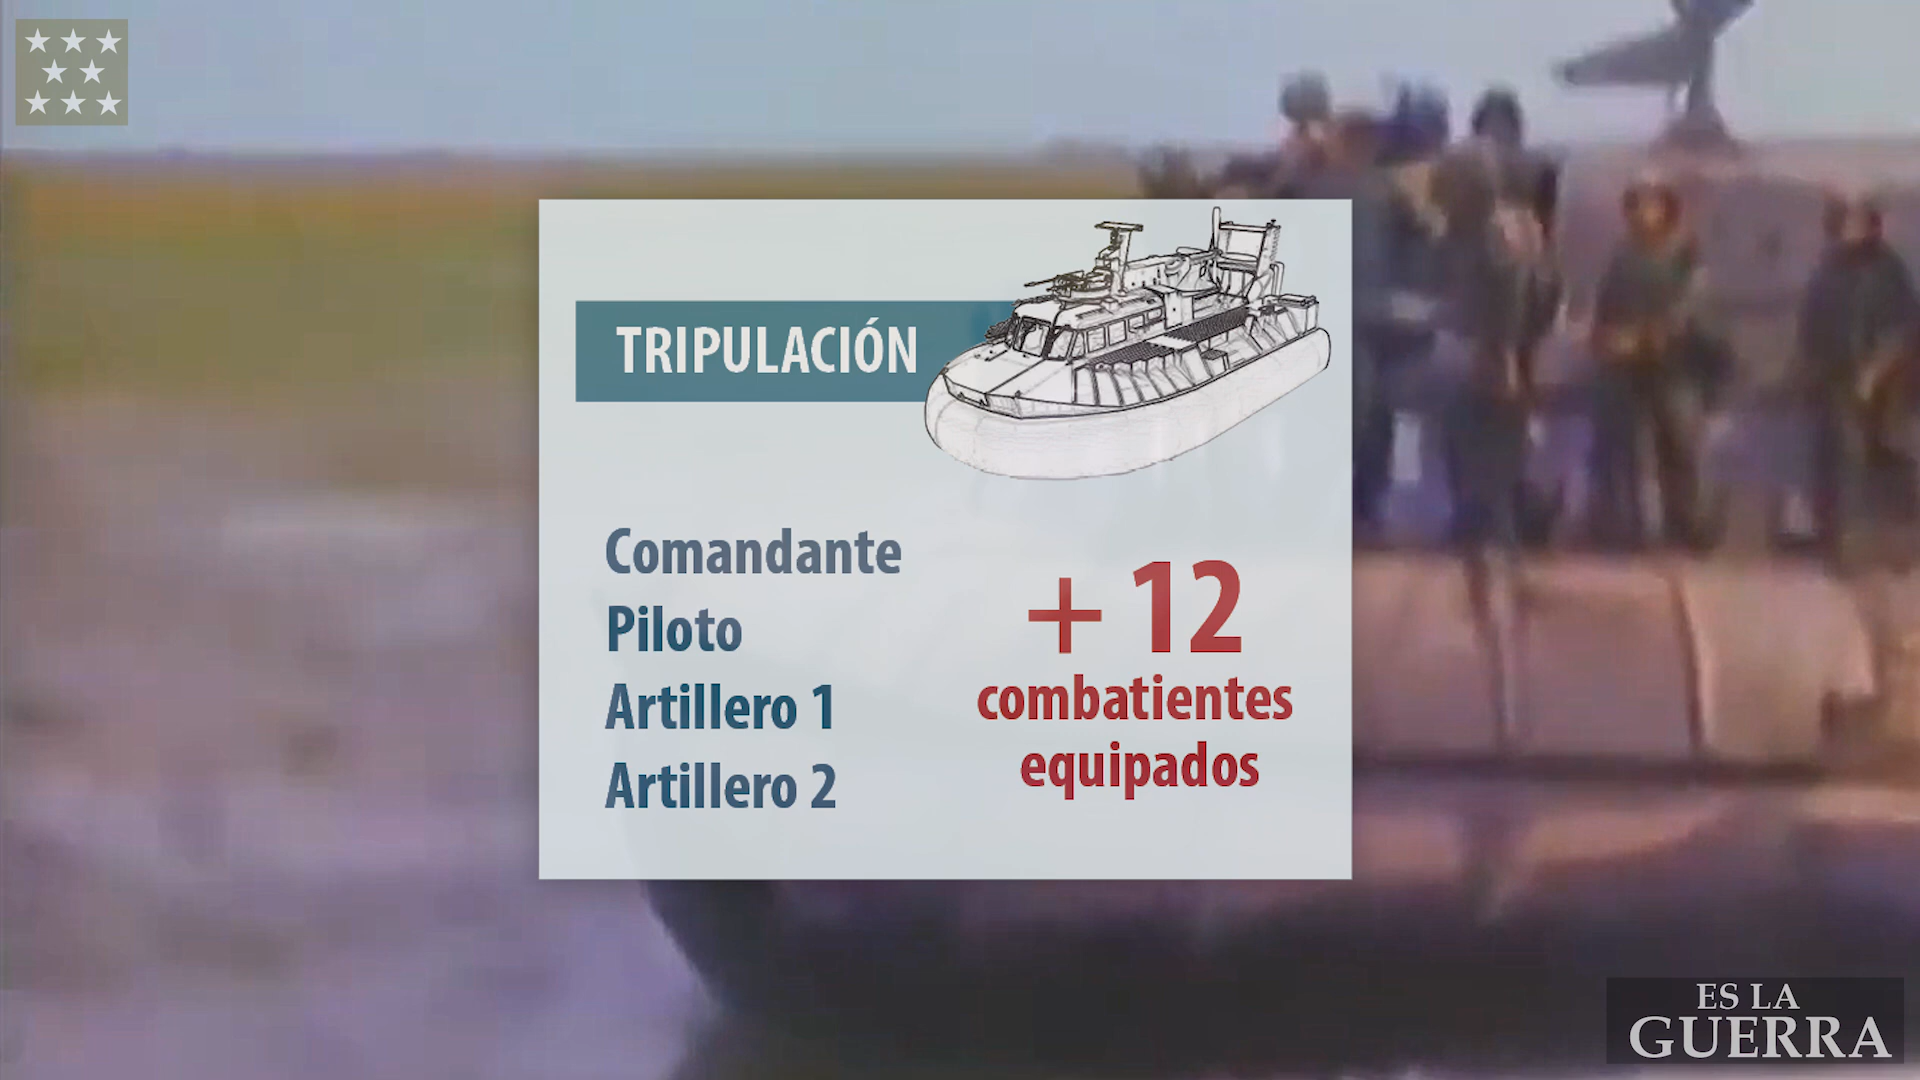 TRIPULACIÓN
Comandante
Piloto
Artillero 1
Artillero 2
+ 12
combatientes
equipados
ES LA
GUERRA